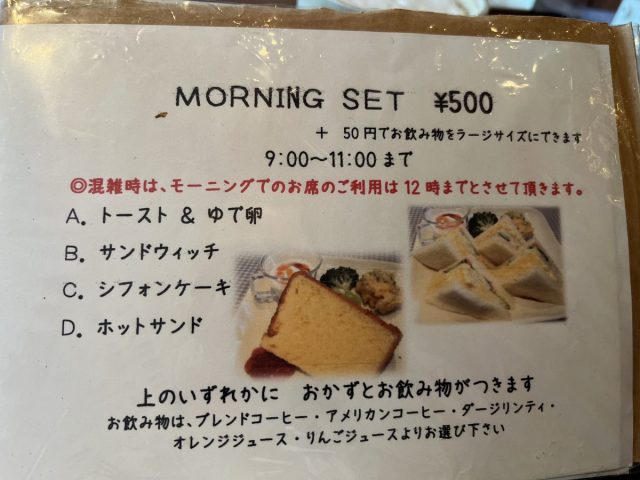 MORNING SET ¥500
＋ 50円でお飲み物をラージサイズにできます
9:00～11:00 まで
◎混雑時は、モーニングでのお席のご利用は 12 時までとさせて頂きます。
A. トースト & ゆで卵
B. サンドウィッチ
C. シフォンケーキ
D. ホットサンド
上のいずれかに おかずとお飲み物がつきます
お飲み物は、ブレンドコーヒー・アメリカンコーヒー・ダージリンティ・
オレンジジュース・りんごジュースよりお選び下さい